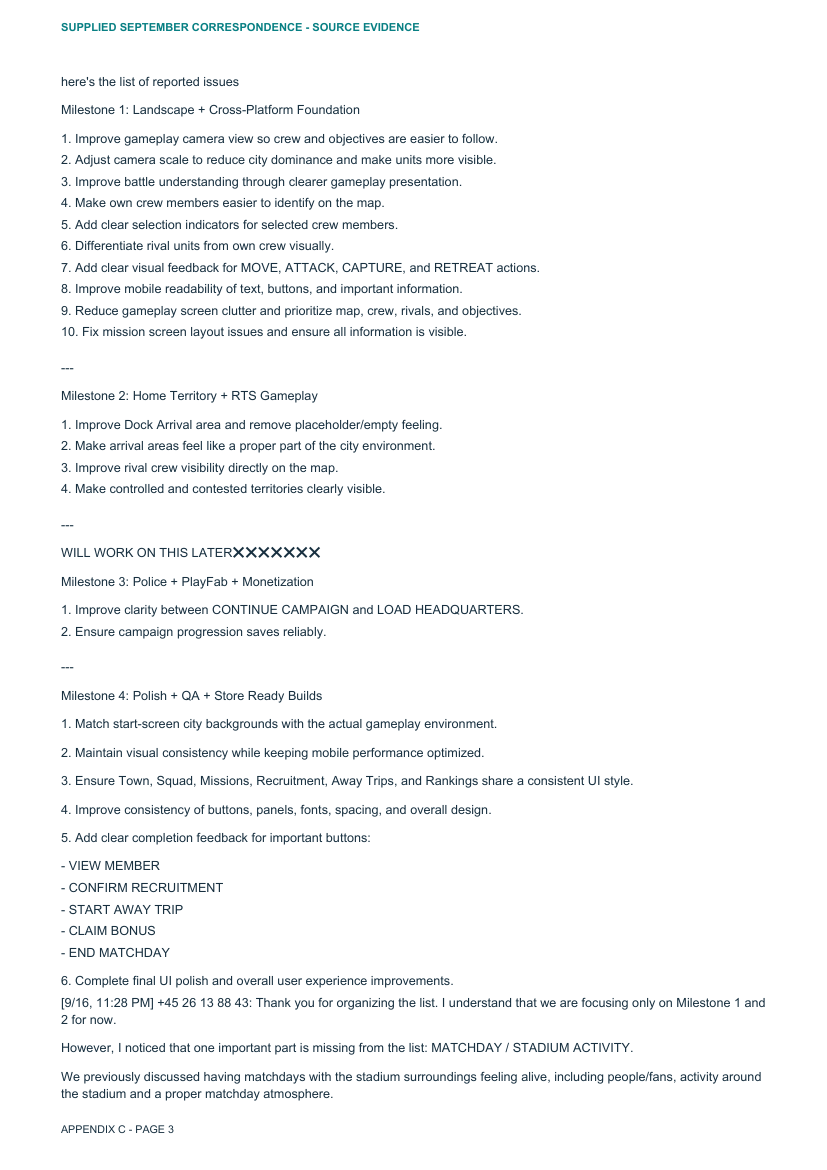 SUPPLIED SEPTEMBER CORRESPONDENCE - SOURCE EVIDENCE
here's the list of reported issues
Milestone 1: Landscape + Cross-Platform Foundation
1. Improve gameplay camera view so crew and objectives are easier to follow.
2. Adjust camera scale to reduce city dominance and make units more visible.
3. Improve battle understanding through clearer gameplay presentation.
4. Make own crew members easier to identify on the map.
5. Add clear selection indicators for selected crew members.
6. Differentiate rival units from own crew visually.
7. Add clear visual feedback for MOVE, ATTACK, CAPTURE, and RETREAT actions.
8. Improve mobile readability of text, buttons, and important information.
9. Reduce gameplay screen clutter and prioritize map, crew, rivals, and objectives.
10. Fix mission screen layout issues and ensure all information is visible.
---
Milestone 2: Home Territory + RTS Gameplay
1. Improve Dock Arrival area and remove placeholder/empty feeling.
2. Make arrival areas feel like a proper part of the city environment.
3. Improve rival crew visibility directly on the map.
4. Make controlled and contested territories clearly visible.
---
WILL WORK ON THIS LATER❌❌❌❌❌❌❌
Milestone 3: Police + PlayFab + Monetization
1. Improve clarity between CONTINUE CAMPAIGN and LOAD HEADQUARTERS.
2. Ensure campaign progression saves reliably.
---
Milestone 4: Polish + QA + Store Ready Builds
1. Match start-screen city backgrounds with the actual gameplay environment.
2. Maintain visual consistency while keeping mobile performance optimized.
3. Ensure Town, Squad, Missions, Recruitment, Away Trips, and Rankings share a consistent UI style.
4. Improve consistency of buttons, panels, fonts, spacing, and overall design.
5. Add clear completion feedback for important buttons:
- VIEW MEMBER
- CONFIRM RECRUITMENT
- START AWAY TRIP
- CLAIM BONUS
- END MATCHDAY
6. Complete final UI polish and overall user experience improvements.
[9/16, 11:28 PM] +45 26 13 88 43: Thank you for organizing the list. I understand that we are focusing only on Milestone 1 and
2 for now.
However, I noticed that one important part is missing from the list: MATCHDAY / STADIUM ACTIVITY.
We previously discussed having matchdays with the stadium surroundings feeling alive, including people/fans, activity around
the stadium and a proper matchday atmosphere.
APPENDIX C - PAGE 3